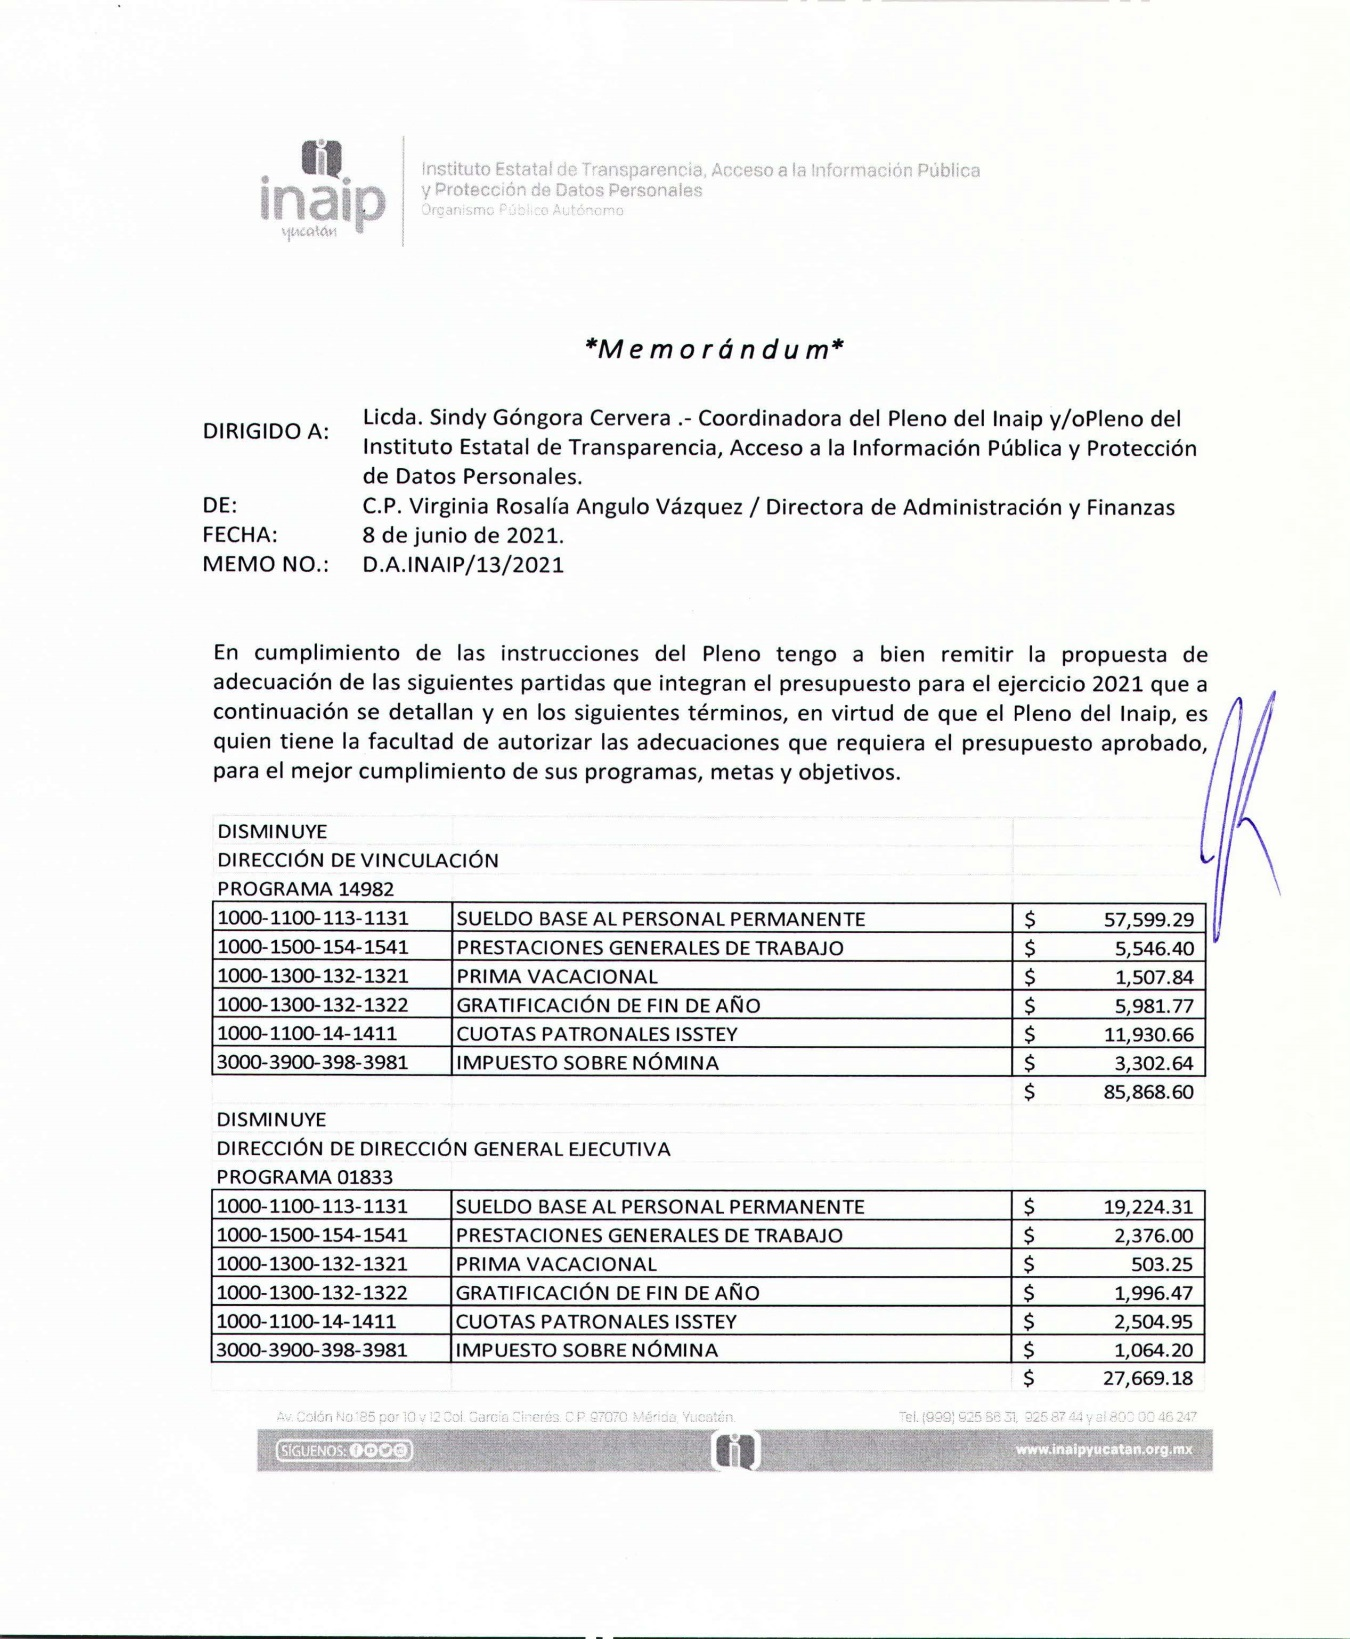 inaip
yucatán
Instituto Estatal de Transparencia, Acceso a la Información Pública
y Protección de Datos Personales
Organismo Público Autónomo
*Memorándum*
DIRIGIDO A: Licda. Sindy Góngora Cervera .- Coordinadora del Pleno del Inaip y/oPleno del
Instituto Estatal de Transparencia, Acceso a la Información Pública y Protección
de Datos Personales.
DE: C.P. Virginia Rosalía Angulo Vázquez / Directora de Administración y Finanzas
FECHA: 8 de junio de 2021.
MEMO NO.: D.A.INAIP/13/2021
En cumplimiento de las instrucciones del Pleno tengo a bien remitir la propuesta de
adecuación de las siguientes partidas que integran el presupuesto para el ejercicio 2021 que a
continuación se detallan y en los siguientes términos, en virtud de que el Pleno del Inaip, es
quien tiene la facultad de autorizar las adecuaciones que requiera el presupuesto aprobado,
para el mejor cumplimiento de sus programas, metas y objetivos.
DISMINUYE
DIRECCIÓN DE VINCULACIÓN
PROGRAMA 14982
1000-1100-113-1131 SUELDO BASE AL PERSONAL PERMANENTE $ 57,599.29
1000-1500-154-1541 PRESTACIONES GENERALES DE TRABAJO $ 5,546.40
1000-1300-132-1321 PRIMA VACACIONAL $ 1,507.84
1000-1300-132-1322 GRATIFICACIÓN DE FIN DE AÑO $ 5,981.77
1000-1100-14-1411 CUOTAS PATRONALES ISSTEY $ 11,930.66
3000-3900-398-3981 IMPUESTO SOBRE NÓMINA $ 3,302.64
$ 85,868.60
DISMINUYE
DIRECCIÓN DE DIRECCIÓN GENERAL EJECUTIVA
PROGRAMA 01833
1000-1100-113-1131 SUELDO BASE AL PERSONAL PERMANENTE $ 19,224.31
1000-1500-154-1541 PRESTACIONES GENERALES DE TRABAJO $ 2,376.00
1000-1300-132-1321 PRIMA VACACIONAL $ 503.25
1000-1300-132-1322 GRATIFICACIÓN DE FIN DE AÑO $ 1,996.47
1000-1100-14-1411 CUOTAS PATRONALES ISSTEY $ 2,504.95
3000-3900-398-3981 IMPUESTO SOBRE NÓMINA $ 1,064.20
$ 27,669.18
Av. Colón No.185 por 10 y 12 Col. García Ginerés, C.P. 97070. Mérida, Yucatán. Tel. (999) 925 86 31, 925 87 44 y al 800 00 46 247
SÍGUENOS: www.inaipyucatan.org.mx